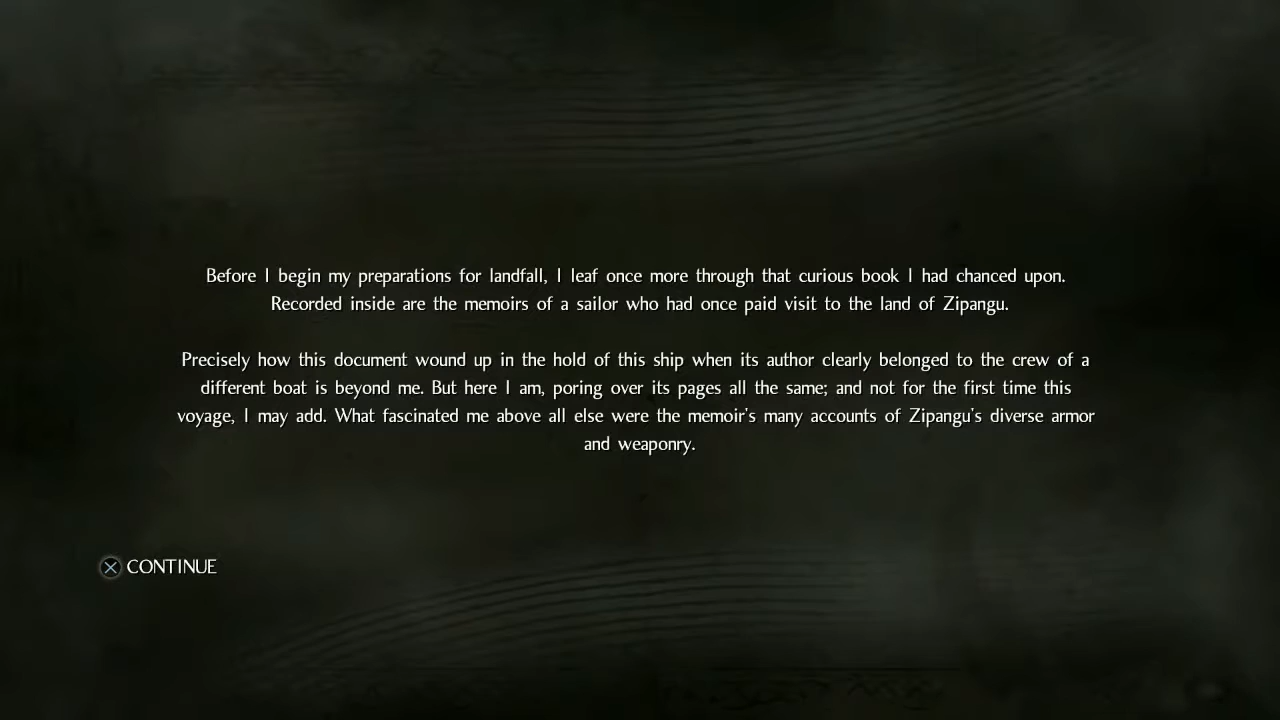 Before I begin my preparations for landfall, I leaf once more through that curious book I had chanced upon.
Recorded inside are the memoirs of a sailor who had once paid visit to the land of Zipangu.
Precisely how this document wound up in the hold of this ship when its author clearly belonged to the crew of a
different boat is beyond me. But here I am, poring over its pages all the same; and not for the first time this
voyage, I may add. What fascinated me above all else were the memoir's many accounts of Zipangu's diverse armor
and weaponry.
CONTINUE